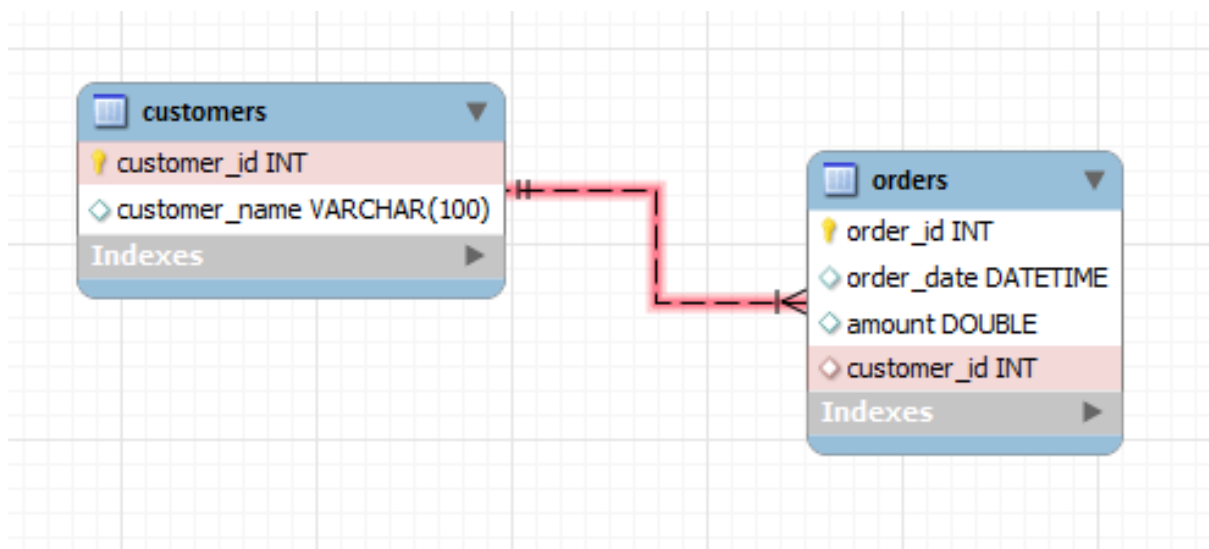 customers
customer_id INT
customer_name VARCHAR(100)
Indexes
orders
order_id INT
order_date DATETIME
amount DOUBLE
customer_id INT
Indexes